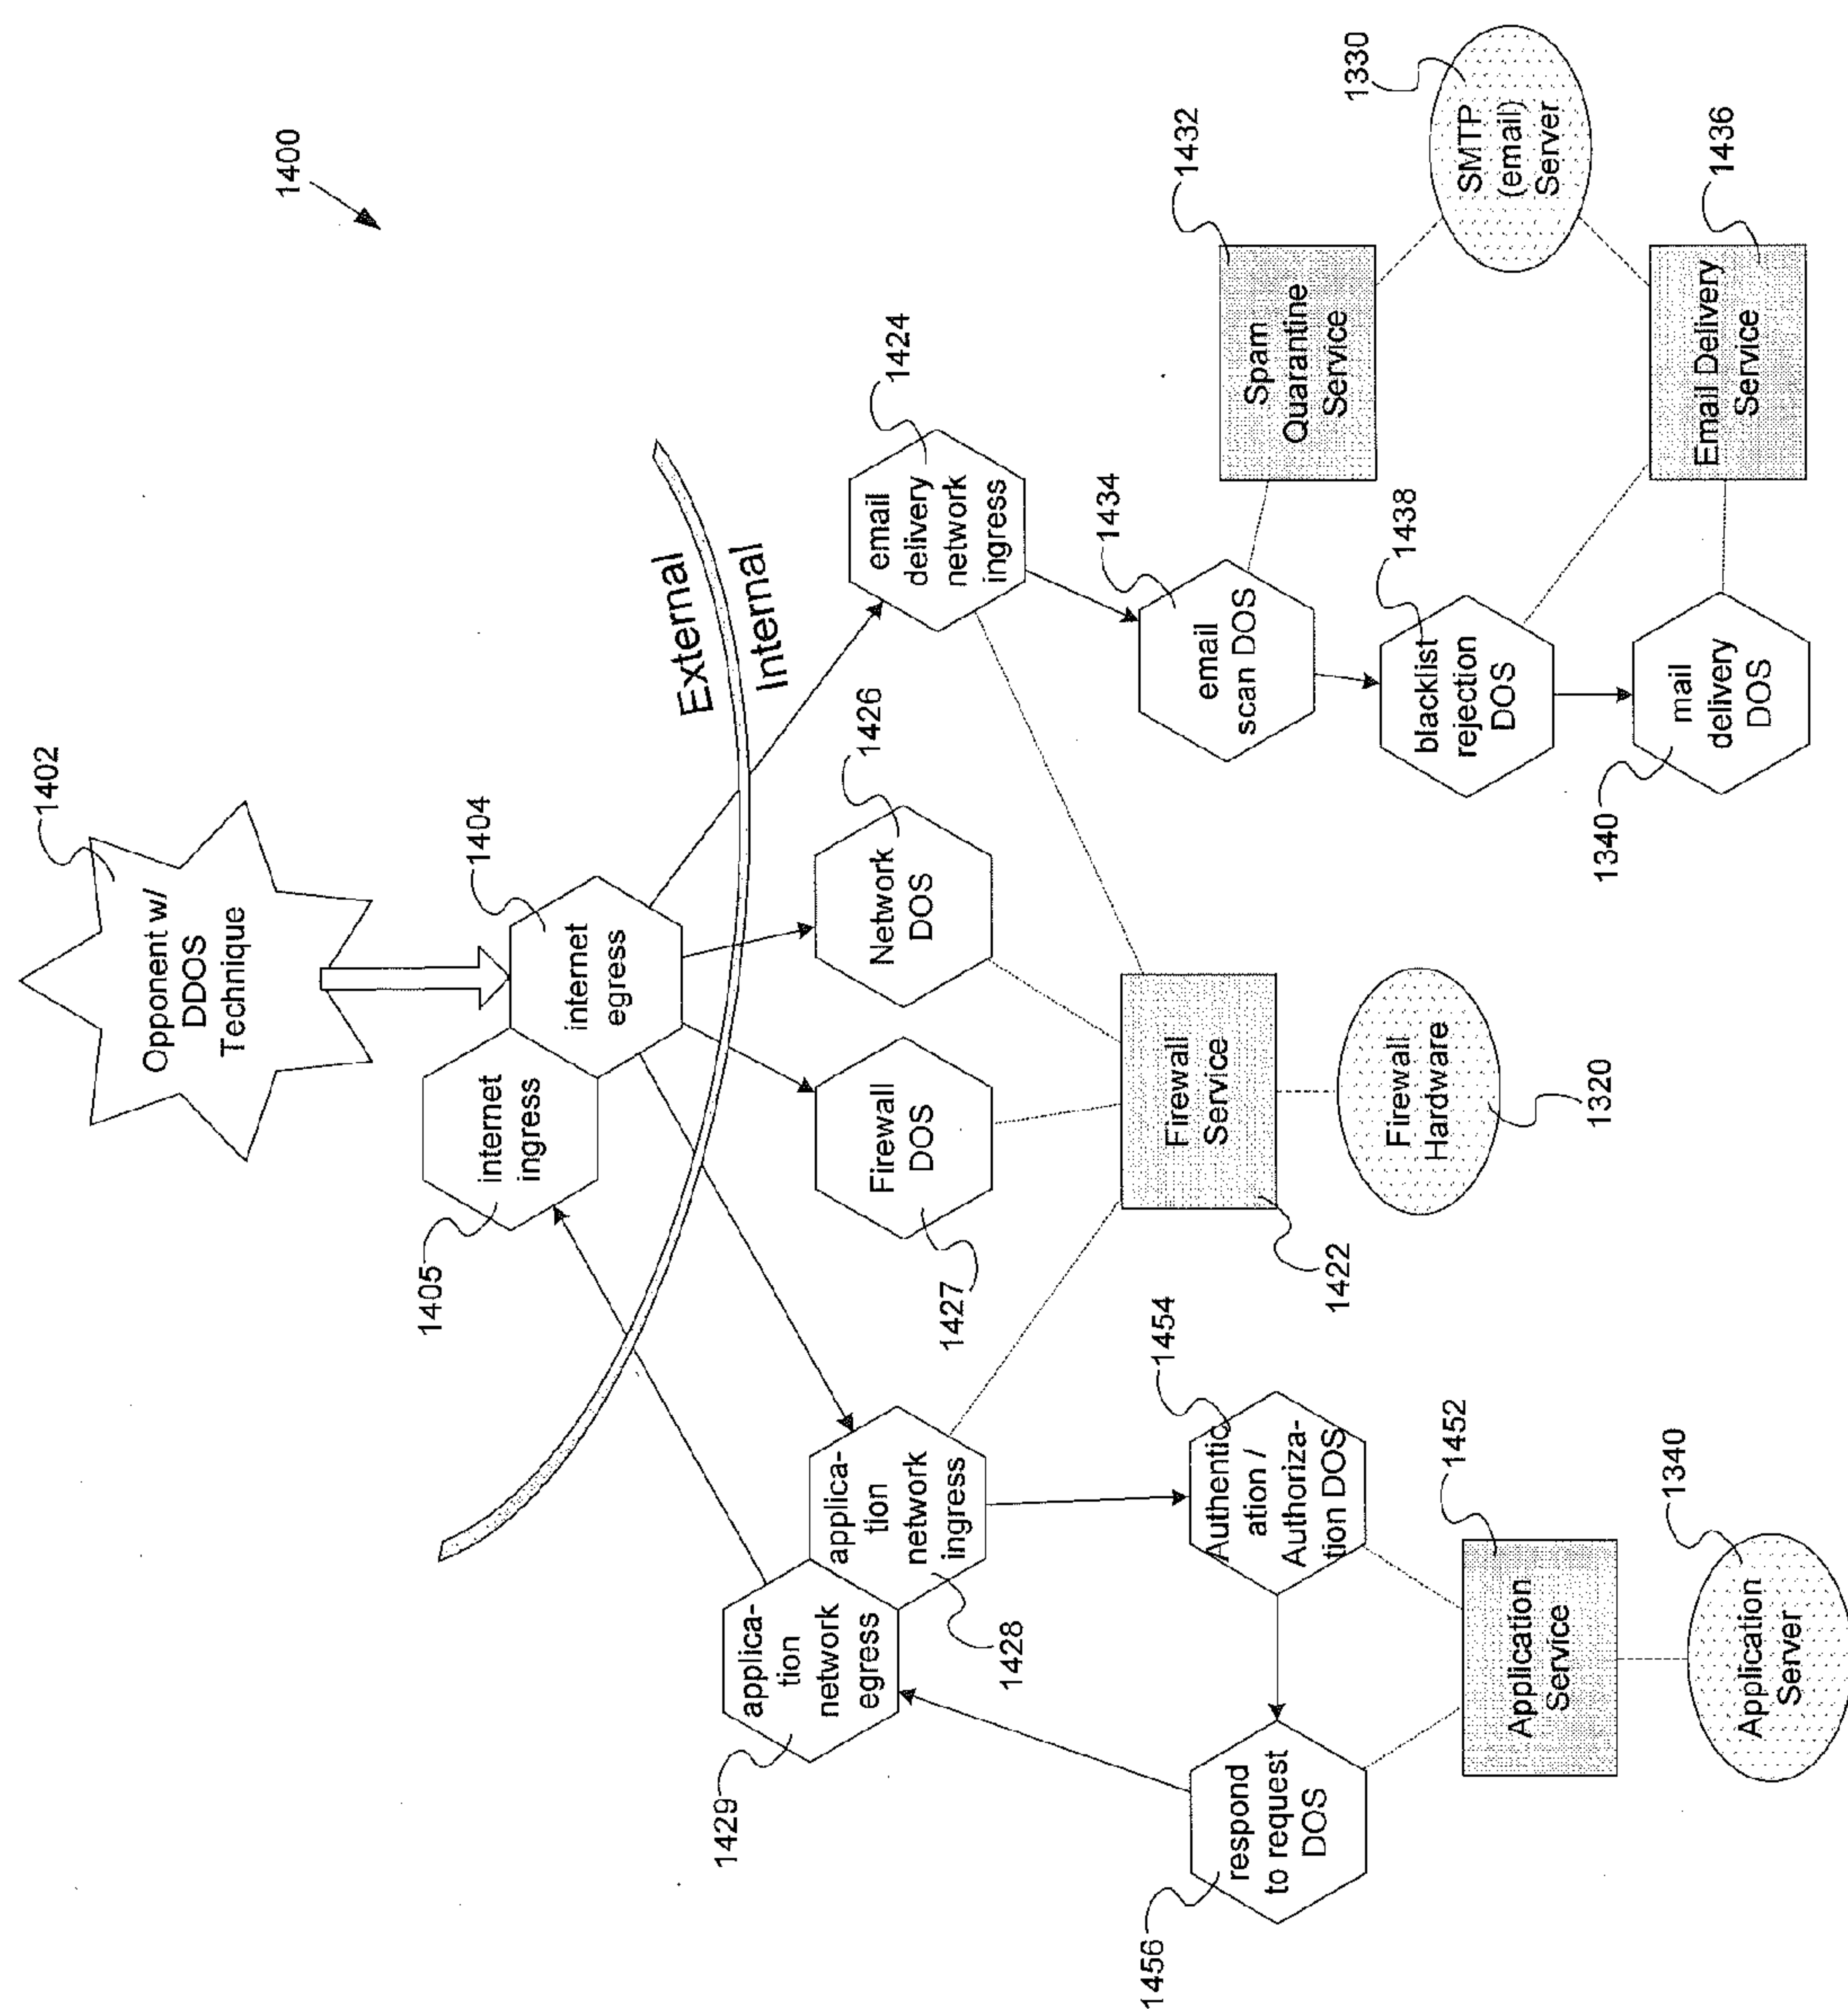 1400
1402
Opponent w/
DDOS
Technique
1404
internet
egress
1405
internet
ingress
External
Internal
1429
applica-
tion
network
egress
1428
applica-
tion
network
ingress
1427
Firewall
DOS
1426
Network
DOS
1424
email
delivery
network
ingress
1456
respond
to request
DOS
1454
Authentic
ation /
Authoriza-
tion DOS
1422
Firewall
Service
1434
email
scan DOS
1432
Spam
Quarantine
Service
1330
SMTP
(email)
Server
1452
Application
Service
1320
Firewall
Hardware
1438
blacklist
rejection
DOS
1436
Email Delivery
Service
1340
Application
Server
1340
mail
delivery
DOS